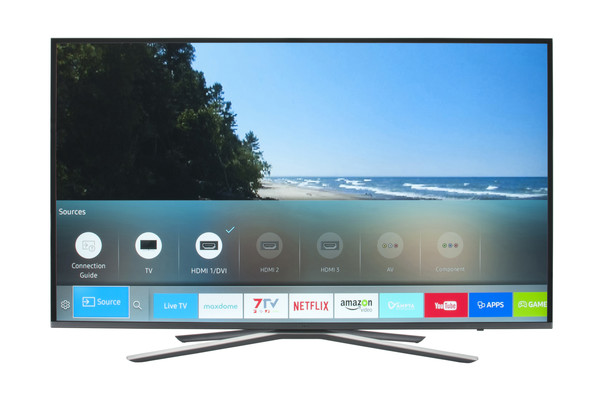 Sources
Connection
Guide
TV
HDMI 1/DVI
HDMI 2
HDMI 3
AV
Component
Source
Live TV
maxdome
7TV
NETFLIX
amazon
video
YouTube
APPS
GAME